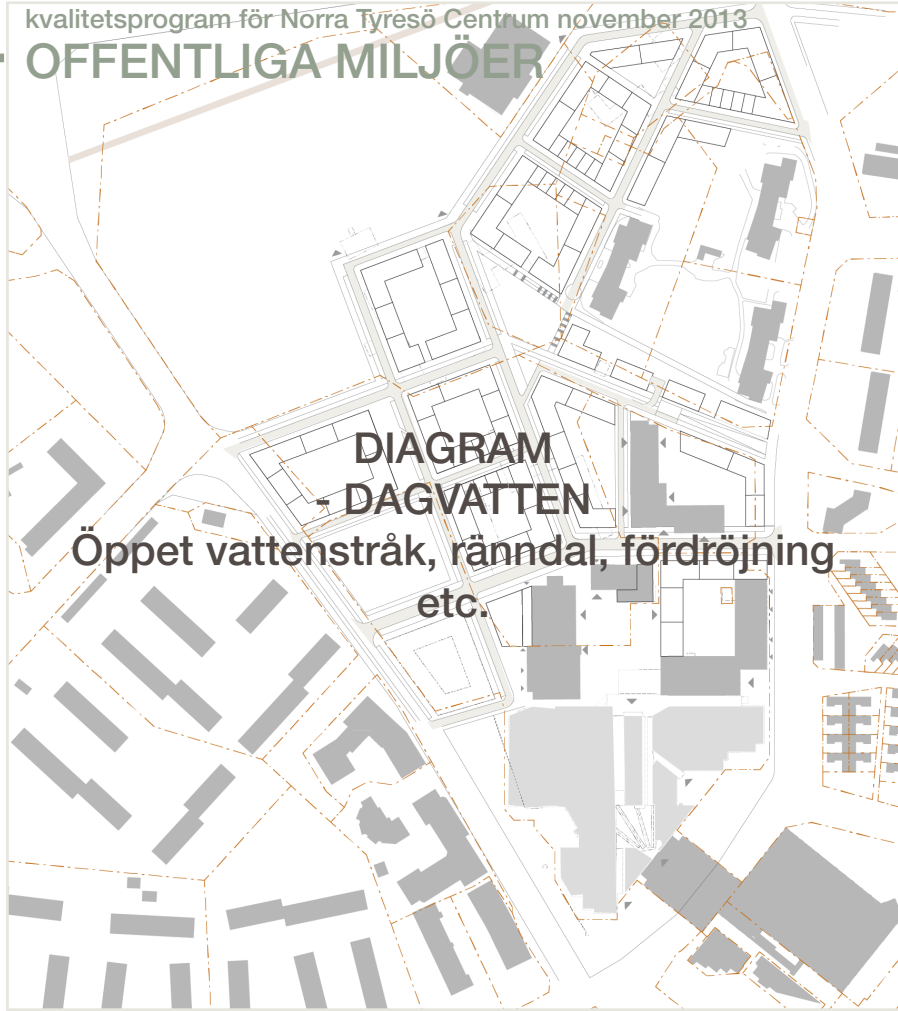 kvalitetsprogram för Norra Tyresö Centrum november 2013
OFFENTLIGA MILJÖER
DIAGRAM
- DAGVATTEN
Öppet vattenstråk, ränndal, fördröjning
etc.